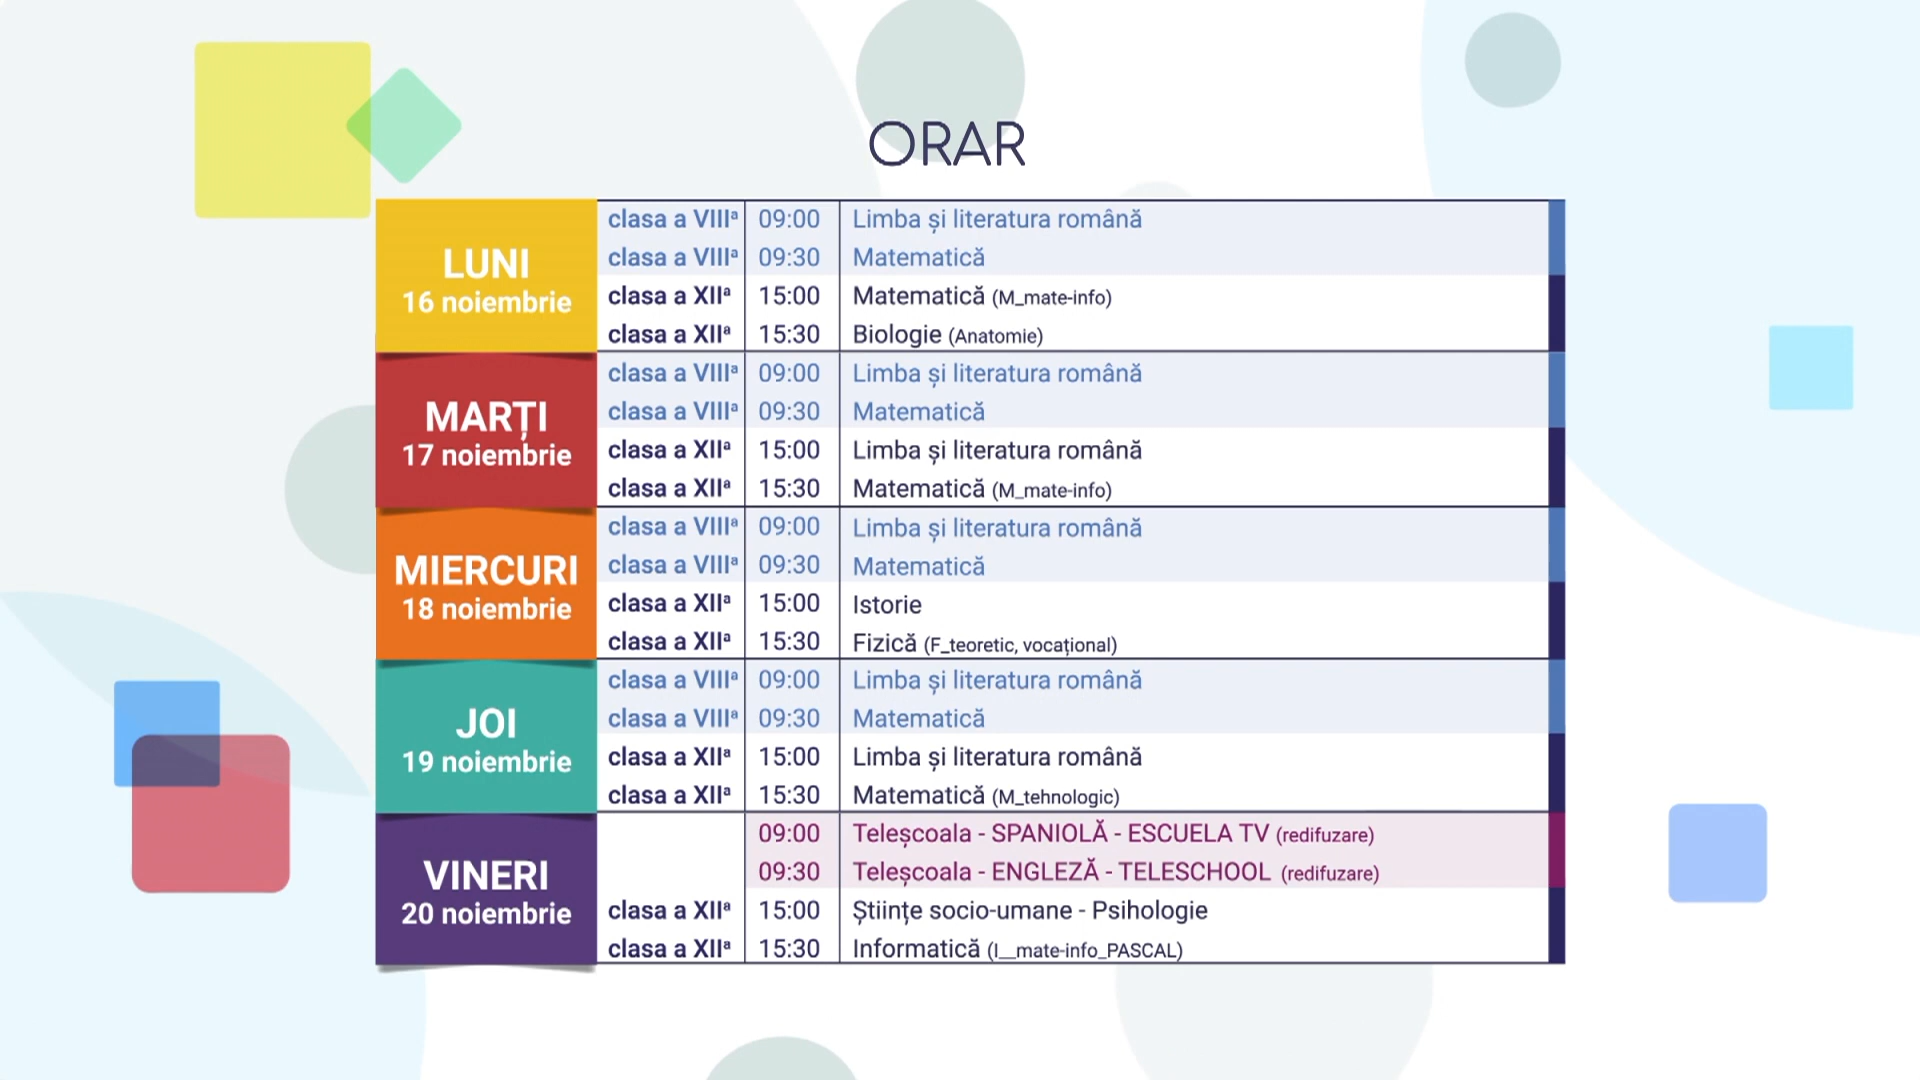 ORAR
LUNI
16 noiembrie
clasa a VIIIª 09:00 Limba și literatura română
clasa a VIIIª 09:30 Matematică
clasa a XIIª 15:00 Matematică (M_mate-info)
clasa a XIIª 15:30 Biologie (Anatomie)
MARȚI
17 noiembrie
clasa a VIIIª 09:00 Limba și literatura română
clasa a VIIIª 09:30 Matematică
clasa a XIIª 15:00 Limba și literatura română
clasa a XIIª 15:30 Matematică (M_mate-info)
MIERCURI
18 noiembrie
clasa a VIIIª 09:00 Limba și literatura română
clasa a VIIIª 09:30 Matematică
clasa a XIIª 15:00 Istorie
clasa a XIIª 15:30 Fizică (F_teoretic, vocațional)
JOI
19 noiembrie
clasa a VIIIª 09:00 Limba și literatura română
clasa a VIIIª 09:30 Matematică
clasa a XIIª 15:00 Limba și literatura română
clasa a XIIª 15:30 Matematică (M_tehnologic)
VINERI
20 noiembrie
09:00 Teleșcoala - SPANIOLĂ - ESCUELA TV (redifuzare)
09:30 Teleșcoala - ENGLEZĂ - TELESCHOOL (redifuzare)
clasa a XIIª 15:00 Științe socio-umane - Psihologie
clasa a XIIª 15:30 Informatică (I__mate-info_PASCAL)